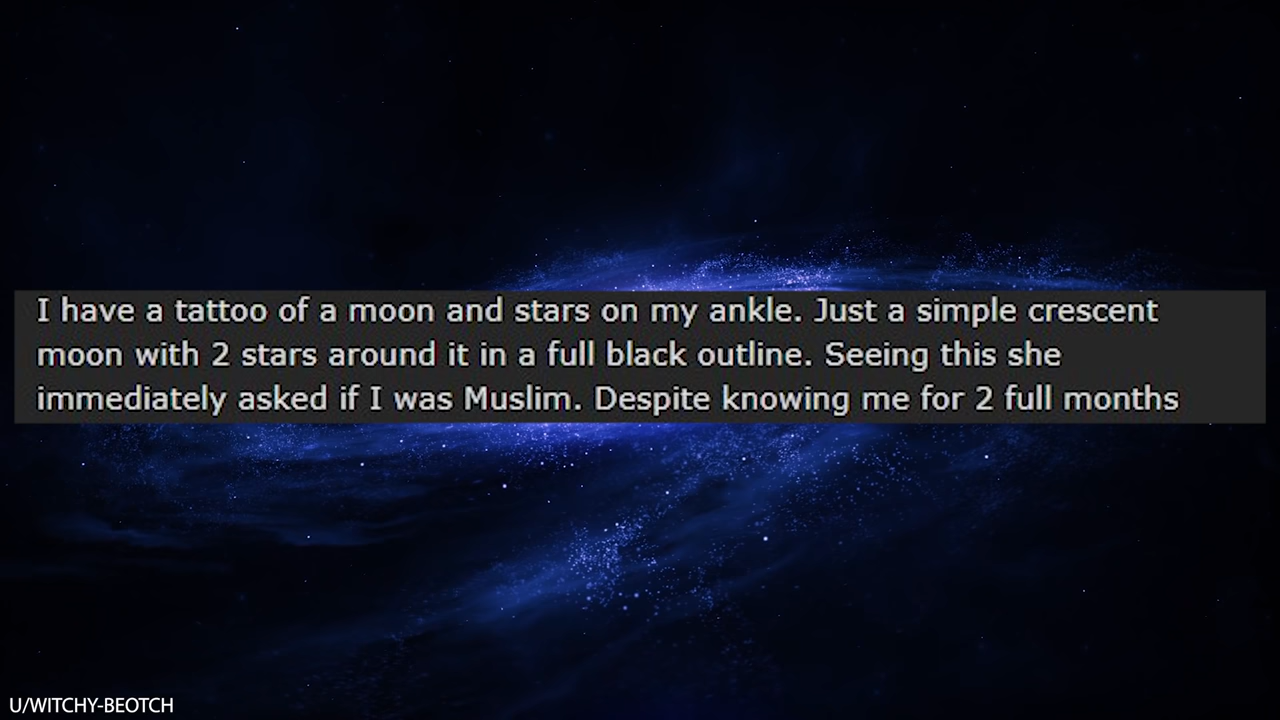 I have a tattoo of a moon and stars on my ankle. Just a simple crescent
moon with 2 stars around it in a full black outline. Seeing this she
immediately asked if I was Muslim. Despite knowing me for 2 full months
U/WITCHY-BEOTCH